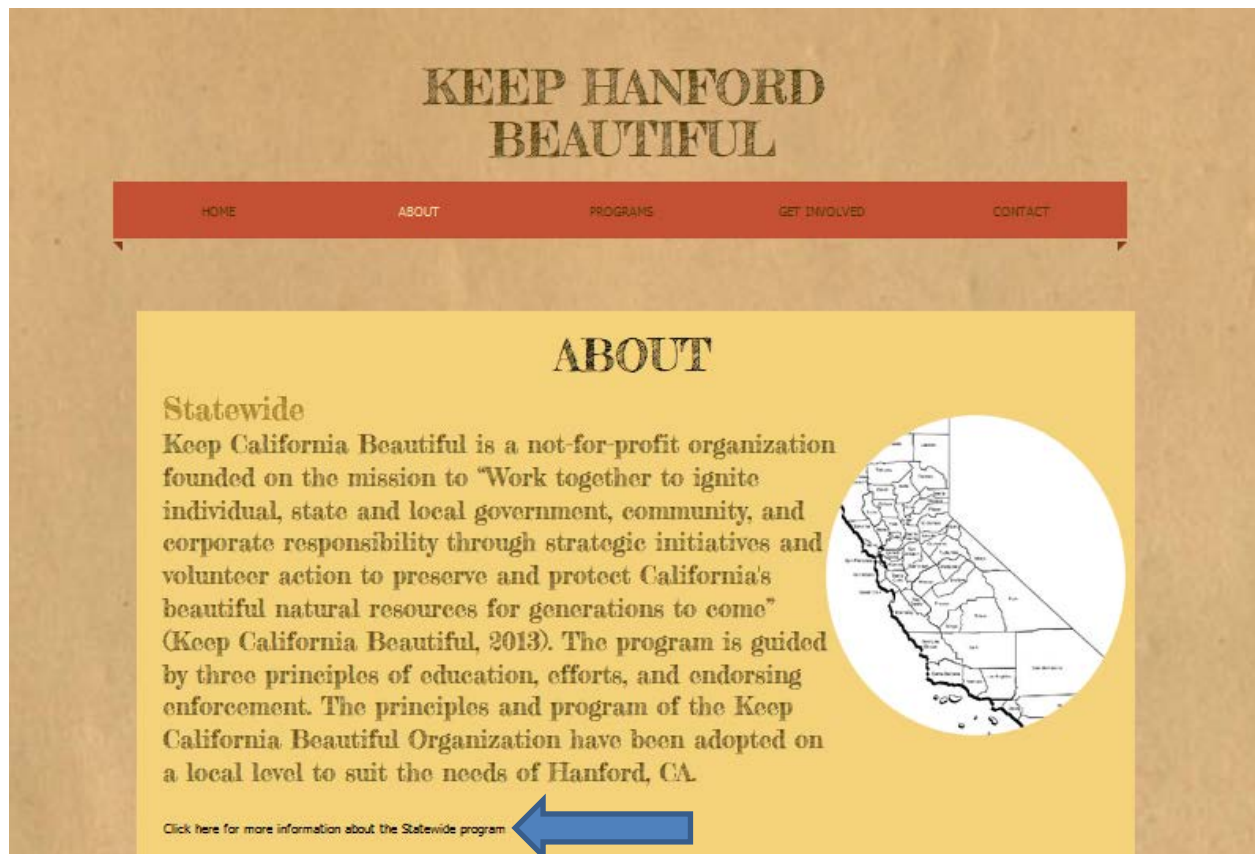 KEEP HANFORD
BEAUTIFUL
HOME ABOUT PROGRAMS GET INVOLVED CONTACT
ABOUT
Statewide
Keep California Beautiful is a not-for-profit organization
founded on the mission to "Work together to ignite
individual, state and local government, community, and
corporate responsibility through strategic initiatives and
volunteer action to preserve and protect California's
beautiful natural resources for generations to come"
(Keep California Beautiful, 2013). The program is guided
by three principles of education, efforts, and endorsing
enforcement. The principles and program of the Keep
California Beautiful Organization have been adopted on
a local level to suit the needs of Hanford, CA.
Click here for more information about the Statewide program